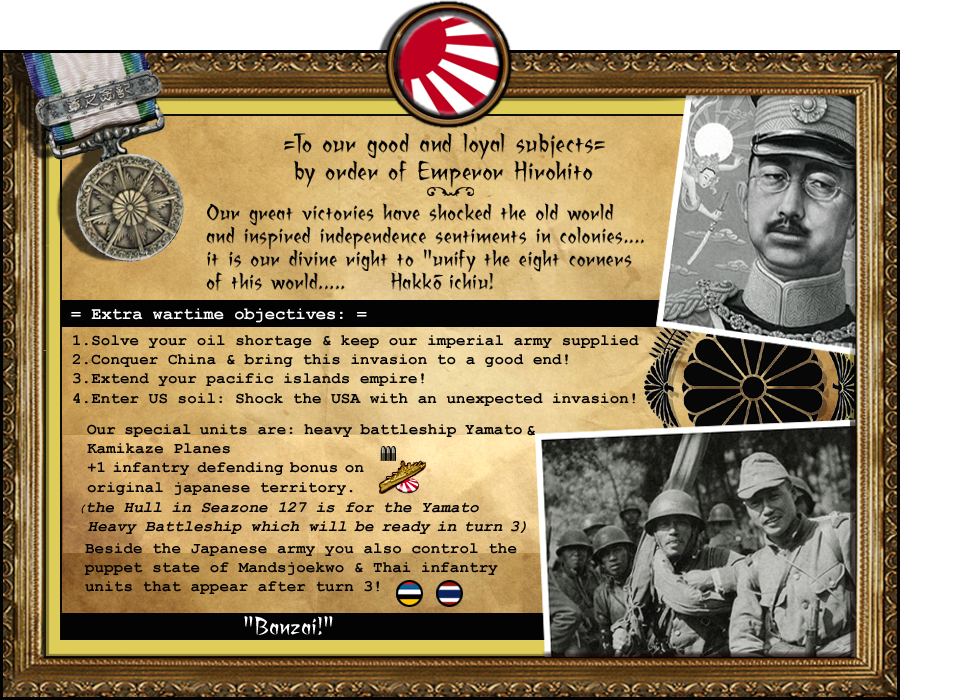 章之念記
=To our good and loyal subjects=
by order of Emperor Hirohito
Our great victories have shocked the old world
and inspired independence sentiments in colonies....
it is our divine right to "unify the eight corners
of this world..... Hakkō ichiu!
= Extra wartime objectives: =
1.Solve your oil shortage & keep our imperial army supplied
2.Conquer China & bring this invasion to a good end!
3.Extend your pacific islands empire!
4.Enter US soil: Shock the USA with an unexpected invasion!
Our special units are: heavy battleship Yamato &
Kamikaze Planes
+1 infantry defending bonus on
original japanese territory.
(the Hull in Seazone 127 is for the Yamato
Heavy Battleship which will be ready in turn 3)
Beside the Japanese army you also control the
puppet state of Mandsjoekwo & Thai infantry
units that appear after turn 3!
"Banzai!"